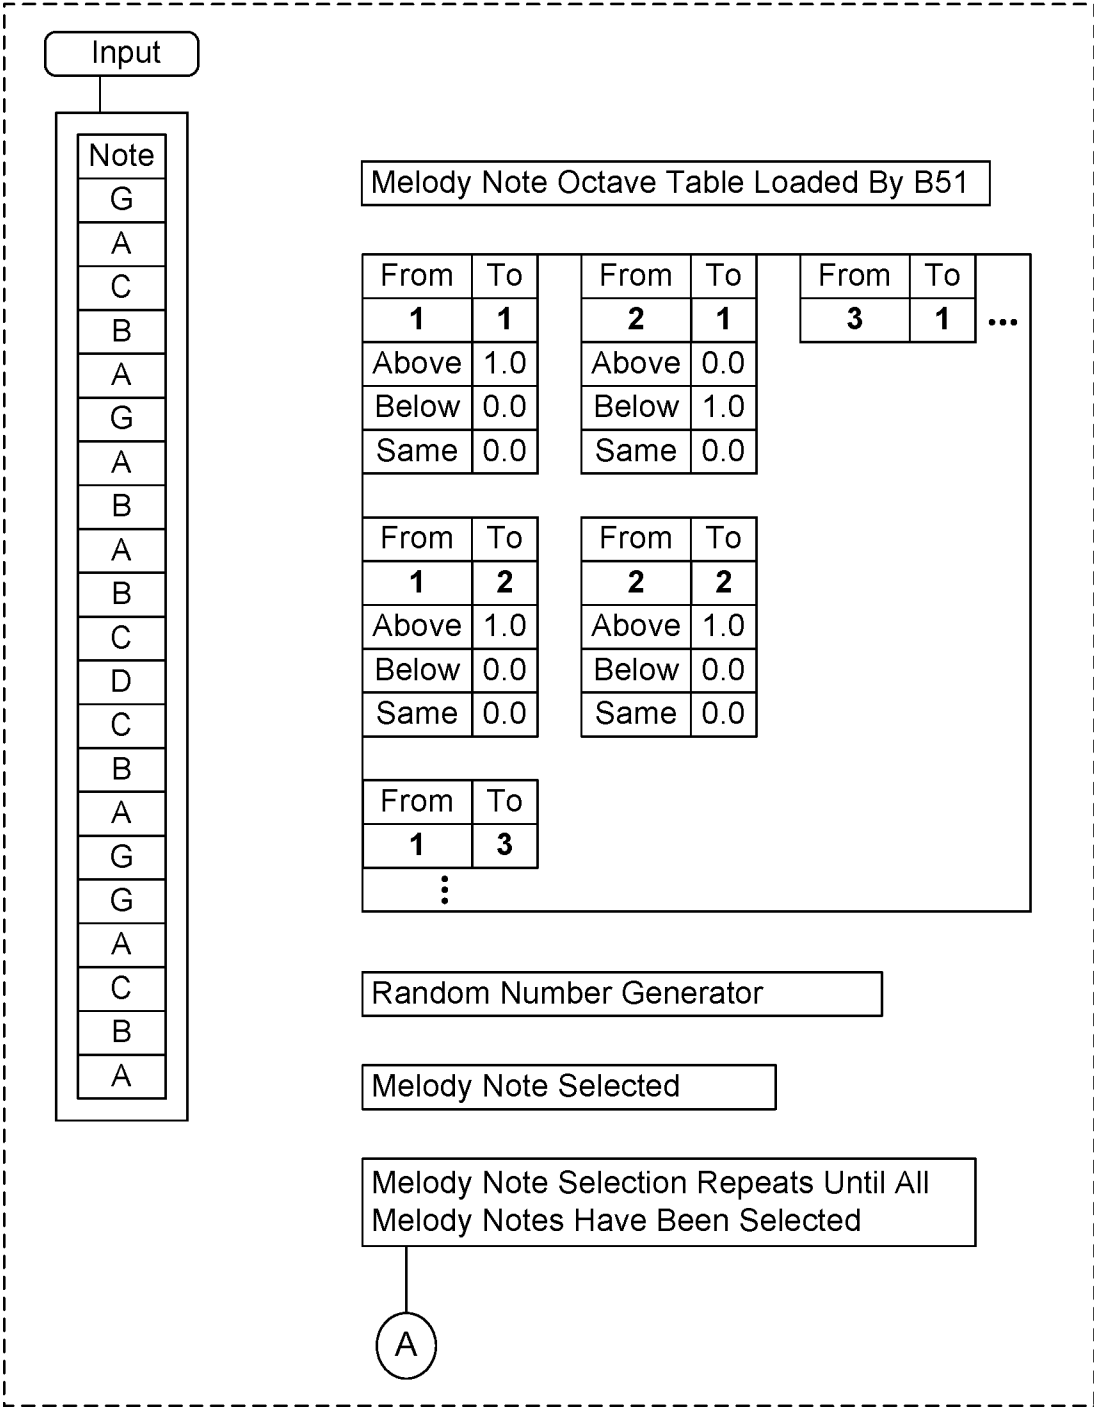 Input
Note
G
A
C
B
A
G
A
B
A
B
C
D
C
B
A
G
G
A
C
B
A
Melody Note Octave Table Loaded By B51
From To From To From To
1 1 2 1 3 1 ...
Above 1.0 Above 0.0
Below 0.0 Below 1.0
Same 0.0 Same 0.0
From To From To
1 2 2 2
Above 1.0 Above 1.0
Below 0.0 Below 0.0
Same 0.0 Same 0.0
From To
1 3
⋮
Random Number Generator
Melody Note Selected
Melody Note Selection Repeats Until All
Melody Notes Have Been Selected
A